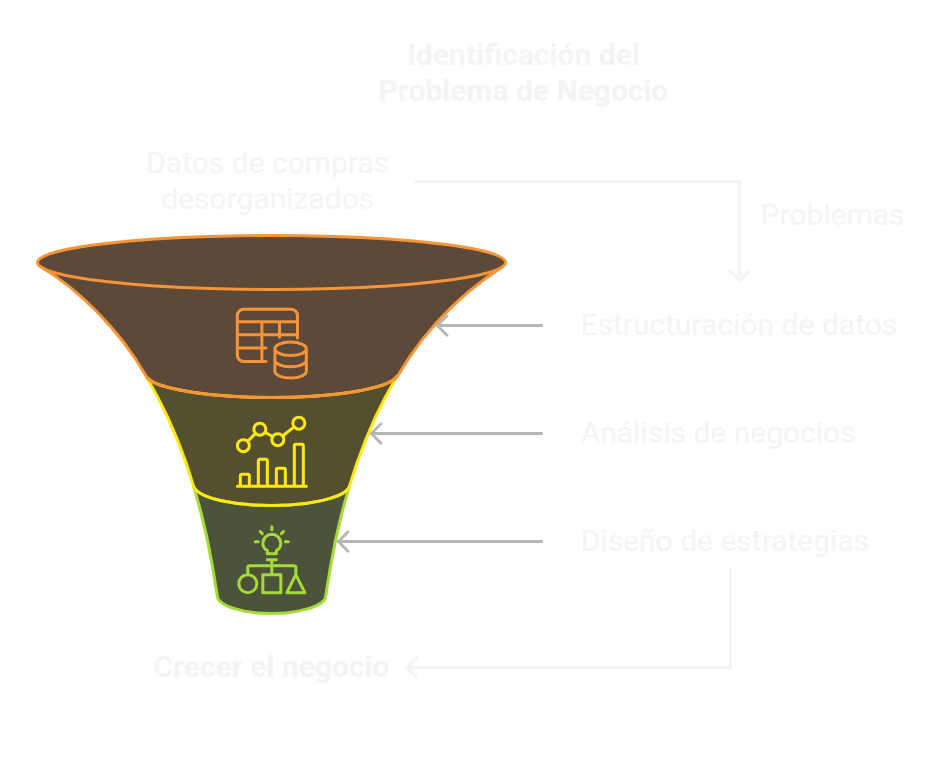 Identificación del
Problema de Negocio
Datos de compras
desorganizados
Problemas
Estructuración de datos
Análisis de negocios
Diseño de estrategias
Crecer el negocio